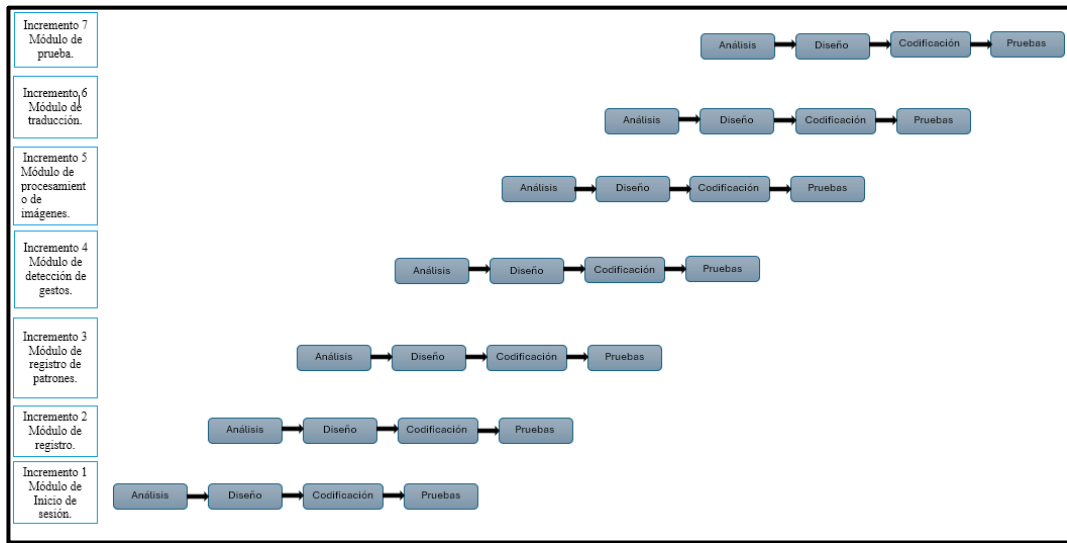 Incremento 7
Módulo de
prueba.
Análisis
Diseño
Codificación
Pruebas
Incremento 6
Módulo de
traducción.
Análisis
Diseño
Codificación
Pruebas
Incremento 5
Módulo de
procesamient
o de
imágenes.
Análisis
Diseño
Codificación
Pruebas
Incremento 4
Módulo de
detección de
gestos.
Análisis
Diseño
Codificación
Pruebas
Incremento 3
Módulo de
registro de
patrones.
Análisis
Diseño
Codificación
Pruebas
Incremento 2
Módulo de
registro.
Análisis
Diseño
Codificación
Pruebas
Incremento 1
Módulo de
Inicio de
sesión.
Análisis
Diseño
Codificación
Pruebas